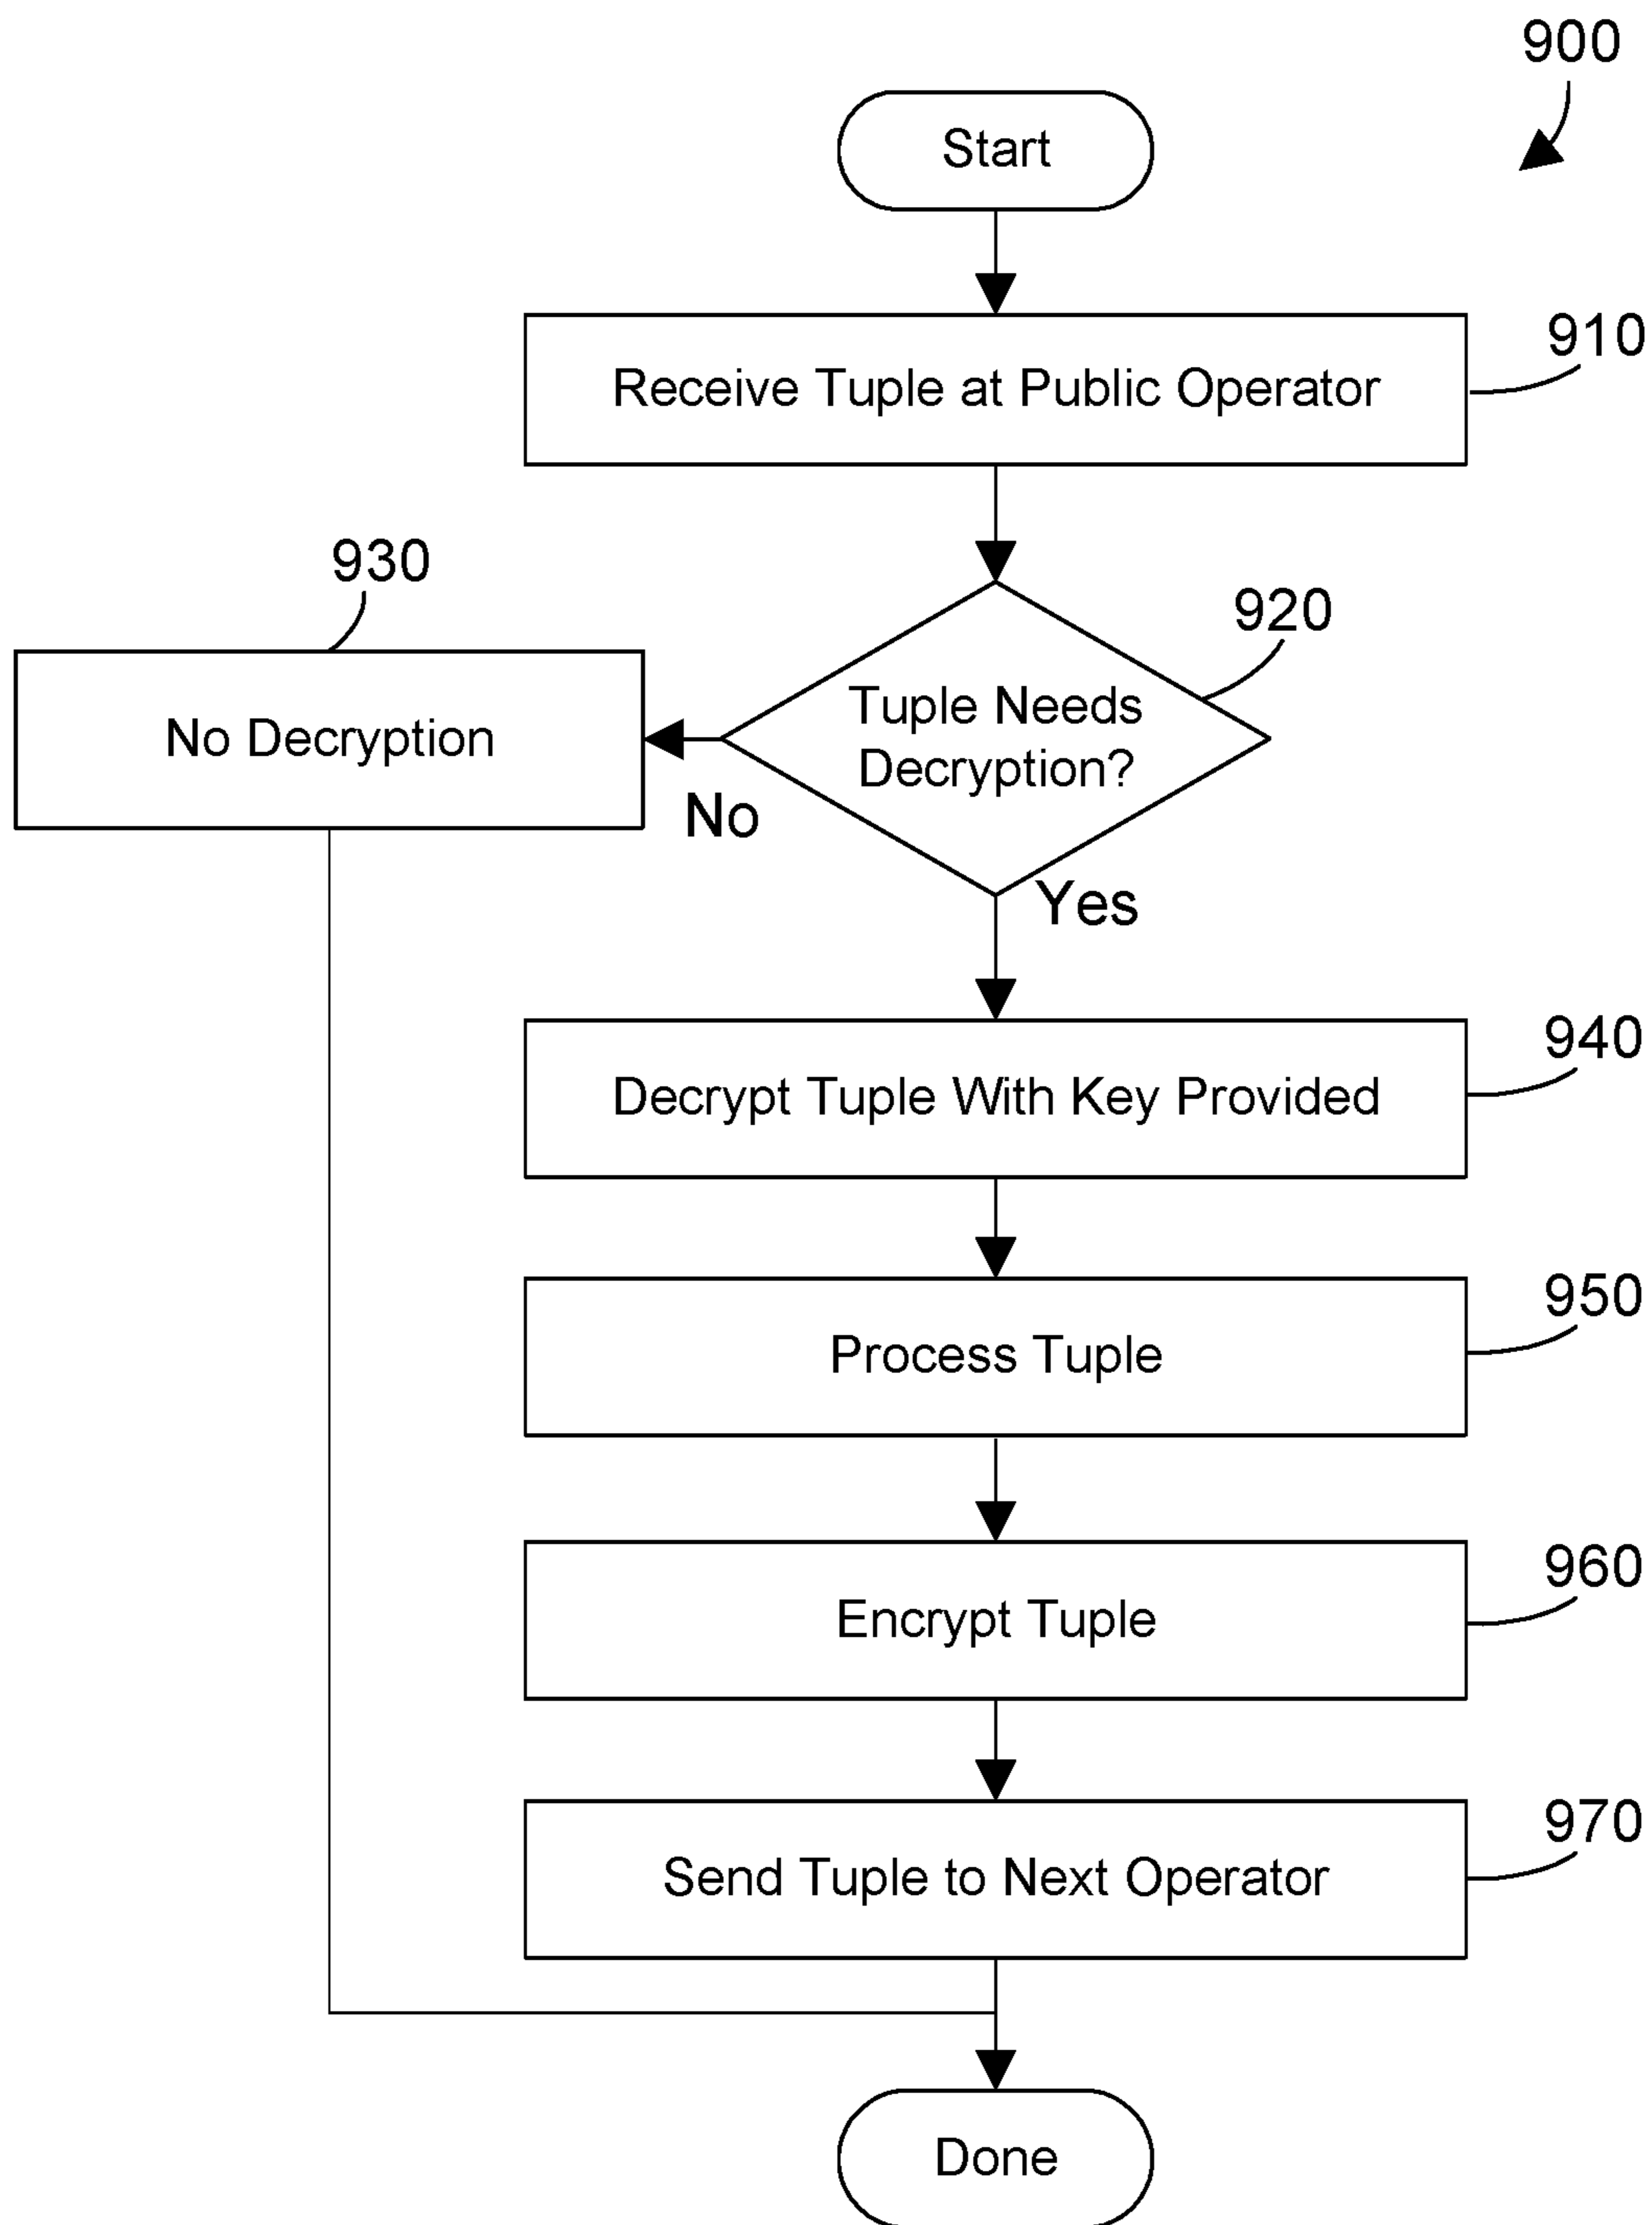 900
Start
Receive Tuple at Public Operator
910
930
920
Tuple Needs
Decryption?
No Decryption
No
Yes
940
Decrypt Tuple With Key Provided
950
Process Tuple
960
Encrypt Tuple
970
Send Tuple to Next Operator
Done